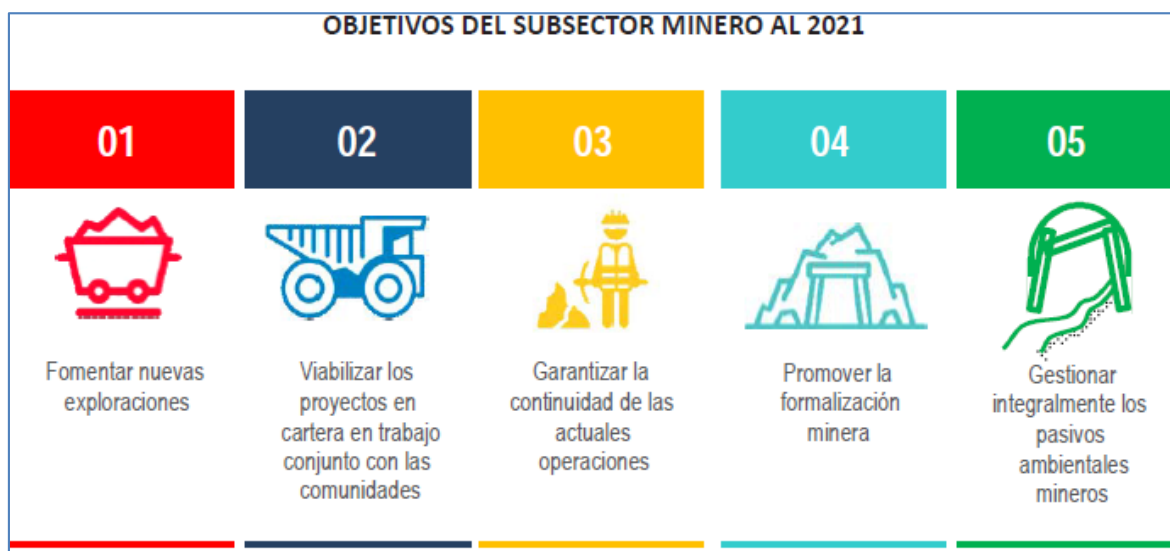 OBJETIVOS DEL SUBSECTOR MINERO AL 2021
01
Fomentar nuevas
exploraciones
02
Viabilizar los
proyectos en
cartera en trabajo
conjunto con las
comunidades
03
Garantizar la
continuidad de las
actuales
operaciones
04
Promover la
formalización
minera
05
Gestionar
integralmente los
pasivos
ambientales
mineros